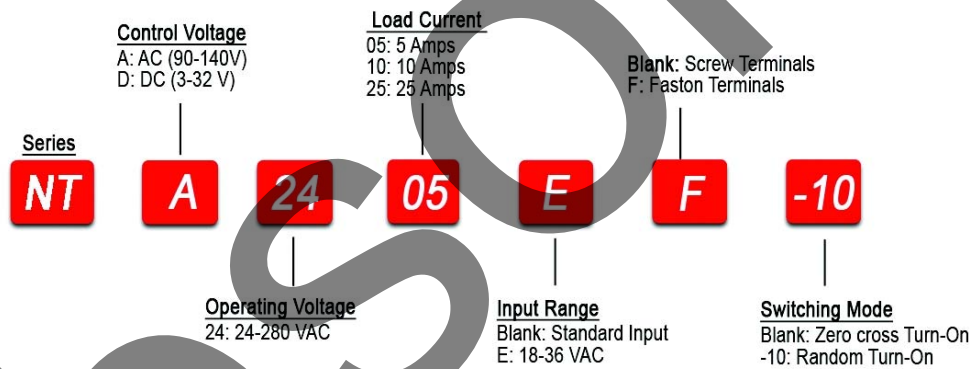 Control Voltage
A: AC (90-140V)
D: DC (3-32 V)
Load Current
05: 5 Amps
10: 10 Amps
25: 25 Amps
Blank: Screw Terminals
F: Faston Terminals
Series
NT A 24 05 E F -10
Operating Voltage
24: 24-280 VAC
Input Range
Blank: Standard Input
E: 18-36 VAC
Switching Mode
Blank: Zero cross Turn-On
-10: Random Turn-On